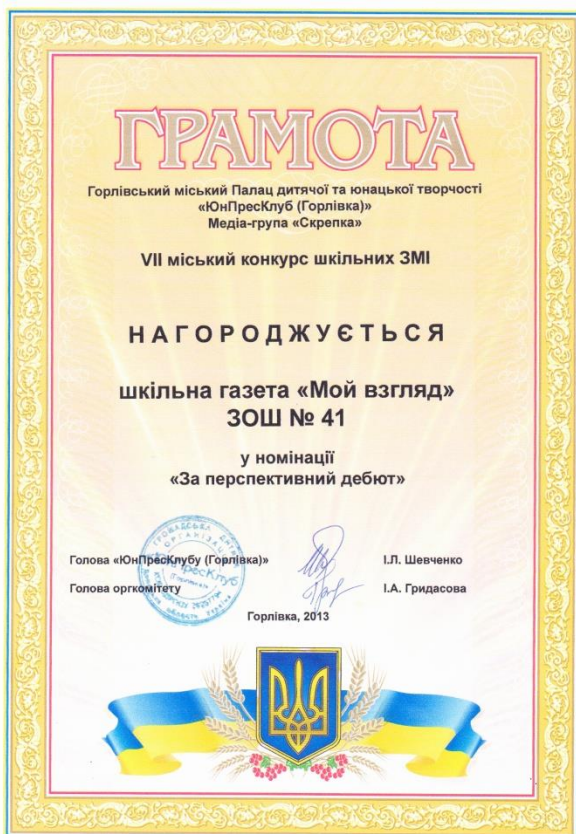 ГРАМОТА
Горлівський міський Палац дитячої та юнацької творчості
«ЮнПресКлуб (Горлівка)»
Медіа-група «Скрепка»
VII міський конкурс шкільних ЗМІ
НАГОРОДЖУЄТЬСЯ
шкільна газета «Мой взгляд»
ЗОШ № 41
у номінації
«За перспективний дебют»
Голова «ЮнПресКлубу (Горлівка)» І.Л. Шевченко
Голова оргкомітету І.А. Гридасова
Горлівка, 2013